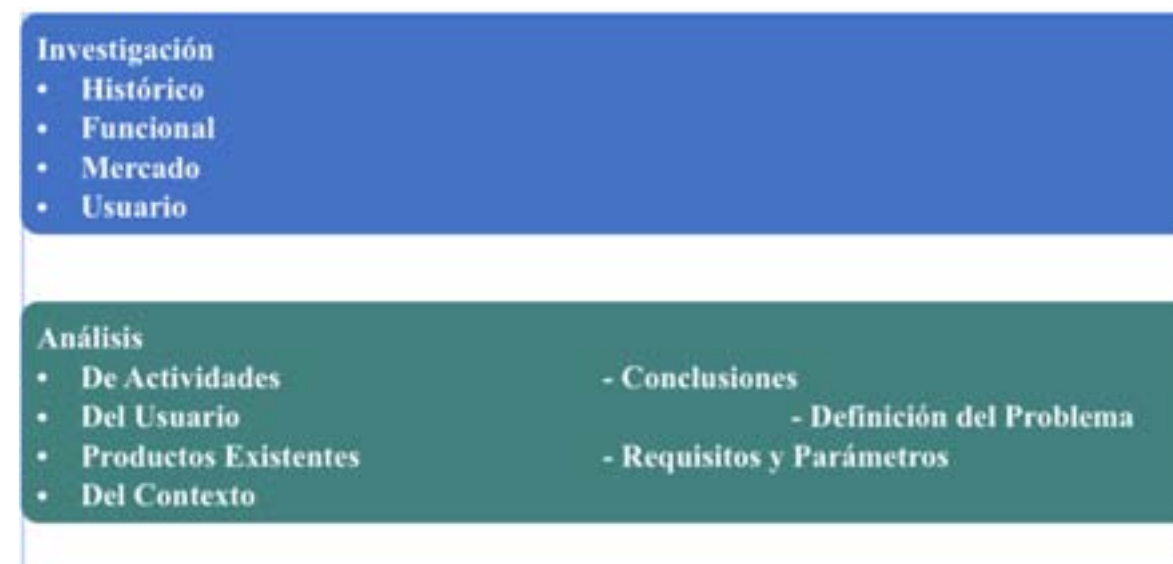 Investigación
• Histórico
• Funcional
• Mercado
• Usuario
Análisis
• De Actividades - Conclusiones
• Del Usuario - Definición del Problema
• Productos Existentes - Requisitos y Parámetros
• Del Contexto